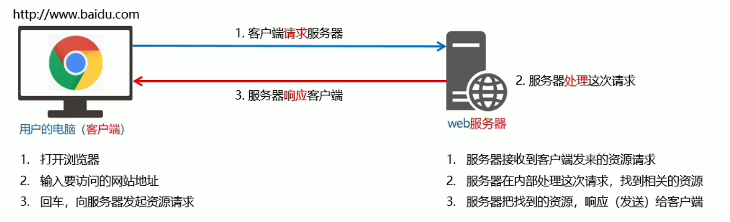 http://www.baidu.com
1. 客户端请求服务器
3. 服务器响应客户端
2. 服务器处理这次请求
用户的电脑（客户端）
web服务器
1. 打开浏览器
2. 输入要访问的网站地址
3. 回车，向服务器发起资源请求
1. 服务器接收到客户端发来的资源请求
2. 服务器在内部处理这次请求，找到相关的资源
3. 服务器把找到的资源，响应（发送）给客户端